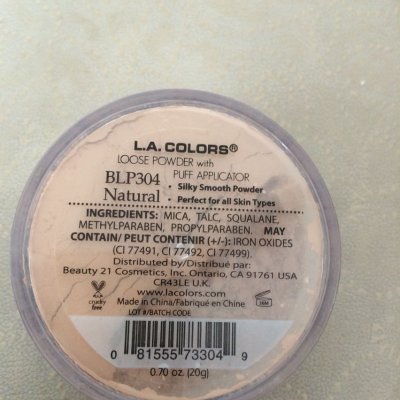 L.A. COLORS®
LOOSE POWDER with
PUFF APPLICATOR
BLP304
Natural
• Silky Smooth Powder
• Perfect for all Skin Types
INGREDIENTS: MICA, TALC, SQUALANE,
METHYLPARABEN, PROPYLPARABEN. MAY
CONTAIN/ PEUT CONTENIR (+/-): IRON OXIDES
(CI 77491, CI 77492, CI 77499).
Distributed by/Distribué par:
Beauty 21 Cosmetics, Inc. Ontario, CA 91761 USA
CR43LE U.K.
www.lacolors.com
Made in China/Fabriqué en Chine
LOT #/BATCH CODE
cruelty
free
0 81555 73304 9
0.70 oz. (20g)